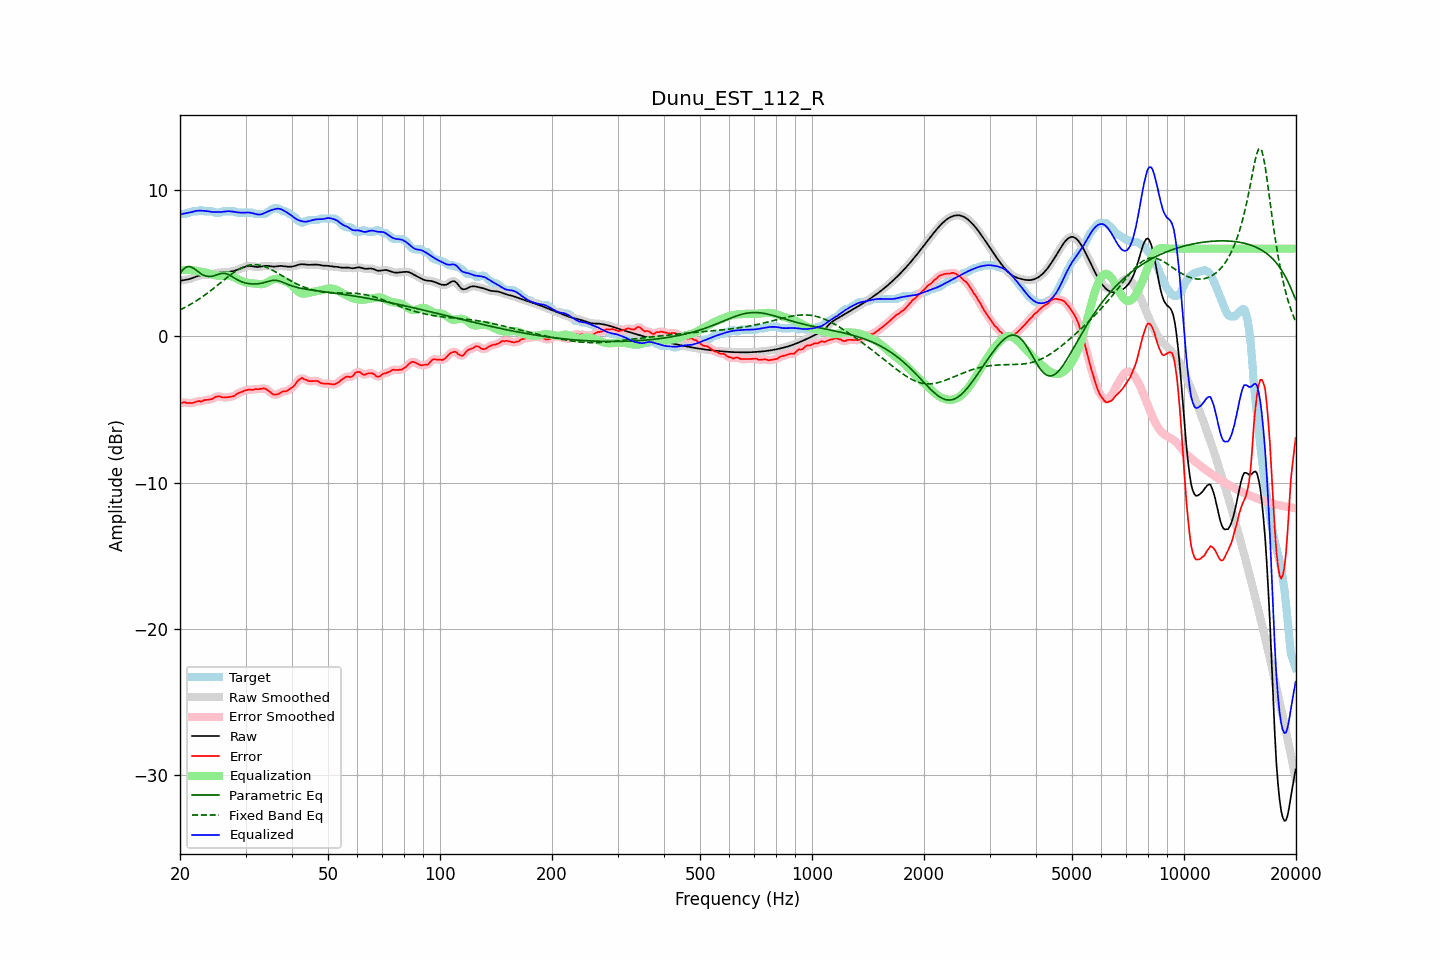 Dunu_EST_112_R
Amplitude (dBr)
10
0
−10
−20
−30
Target
Raw Smoothed
Error Smoothed
Raw
Error
Equalization
Parametric Eq
Fixed Band Eq
Equalized
20 50 100 200 500 1000 2000 5000 10000 20000
Frequency (Hz)